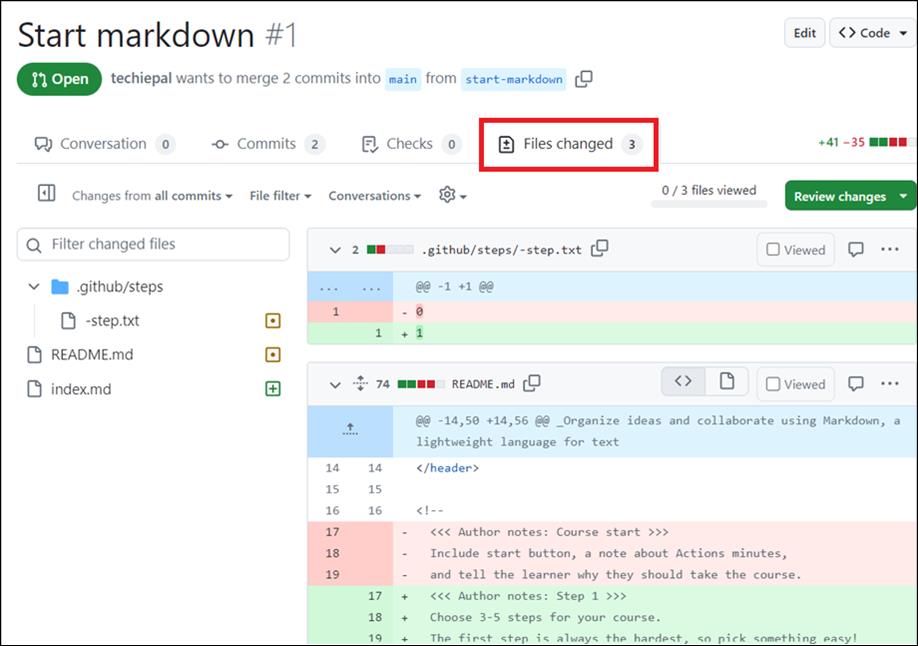 Start markdown #1
Edit
Code
Open techiepal wants to merge 2 commits into main from start-markdown
Conversation 0 Commits 2 Checks 0 Files changed 3 +41 −35
Changes from all commits File filter Conversations 0 / 3 files viewed Review changes
Filter changed files
.github/steps
-step.txt
README.md
index.md
2 .github/steps/-step.txt Viewed
... ... @@ -1 +1 @@
1 - 0
1 + 1
74 README.md Viewed
@@ -14,50 +14,56 @@ _Organize ideas and collaborate using Markdown, a
lightweight language for text
14 14 </header>
15 15
16 16 <!--
17 - <<< Author notes: Course start >>>
18 - Include start button, a note about Actions minutes,
19 - and tell the learner why they should take the course.
17 + <<< Author notes: Step 1 >>>
18 + Choose 3-5 steps for your course.
19 + The first step is always the hardest, so pick something easy!